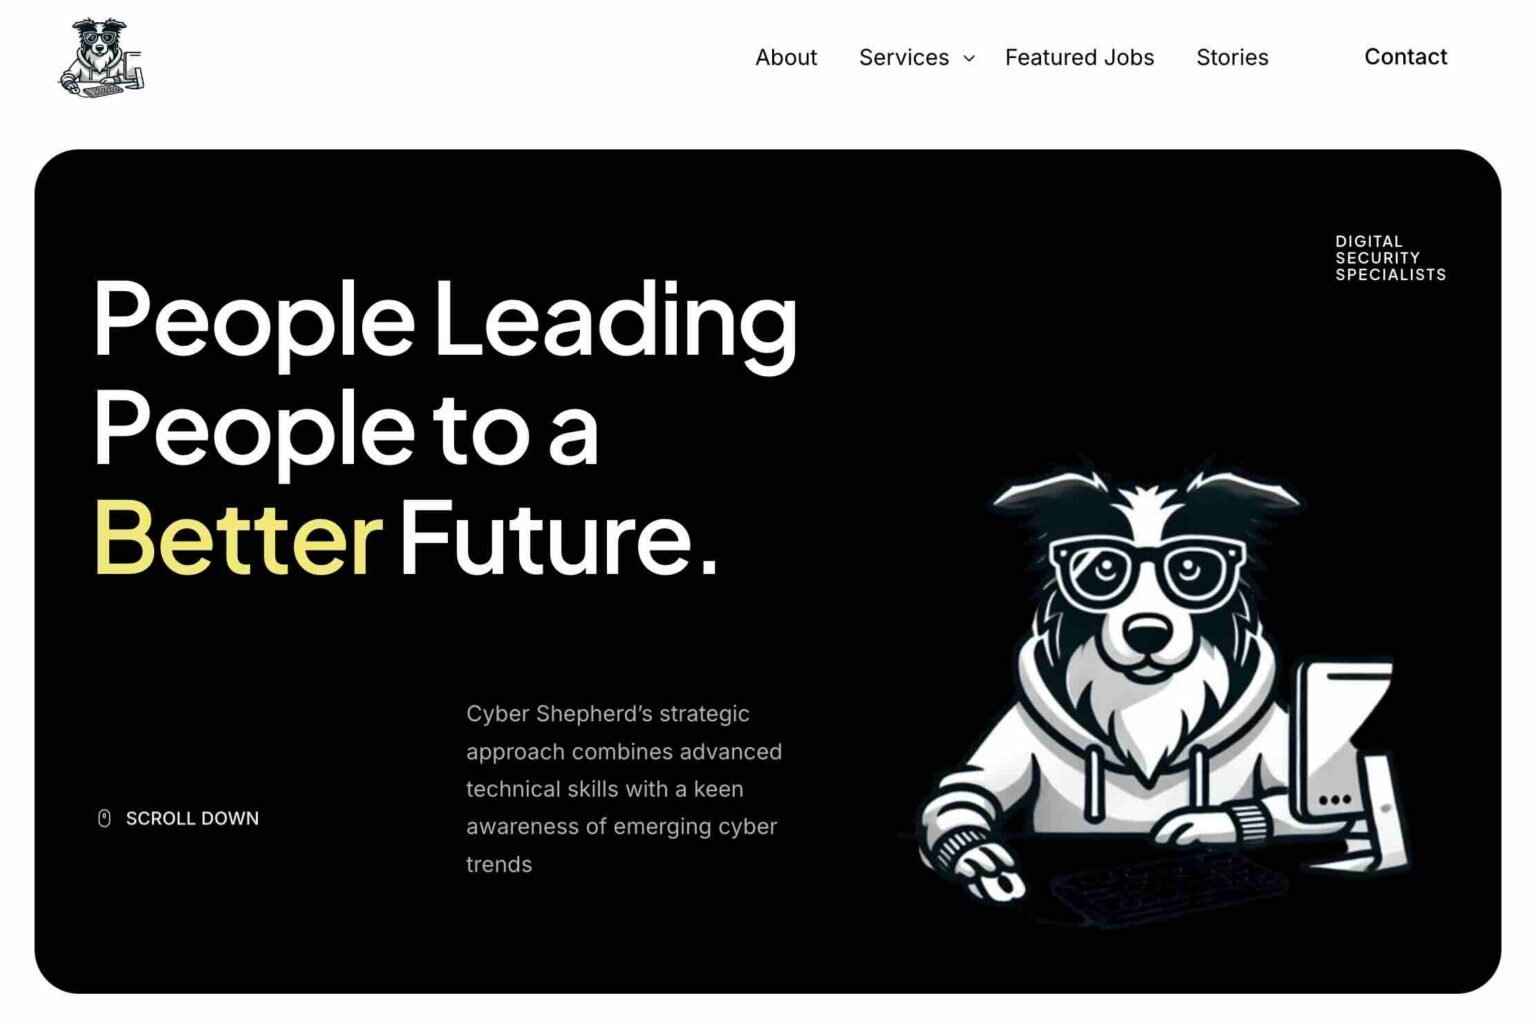 About
Services
Featured Jobs
Stories
Contact
DIGITAL
SECURITY
SPECIALISTS
People Leading
People to a
Better Future.
Cyber Shepherd’s strategic
approach combines advanced
technical skills with a keen
awareness of emerging cyber
trends
SCROLL DOWN